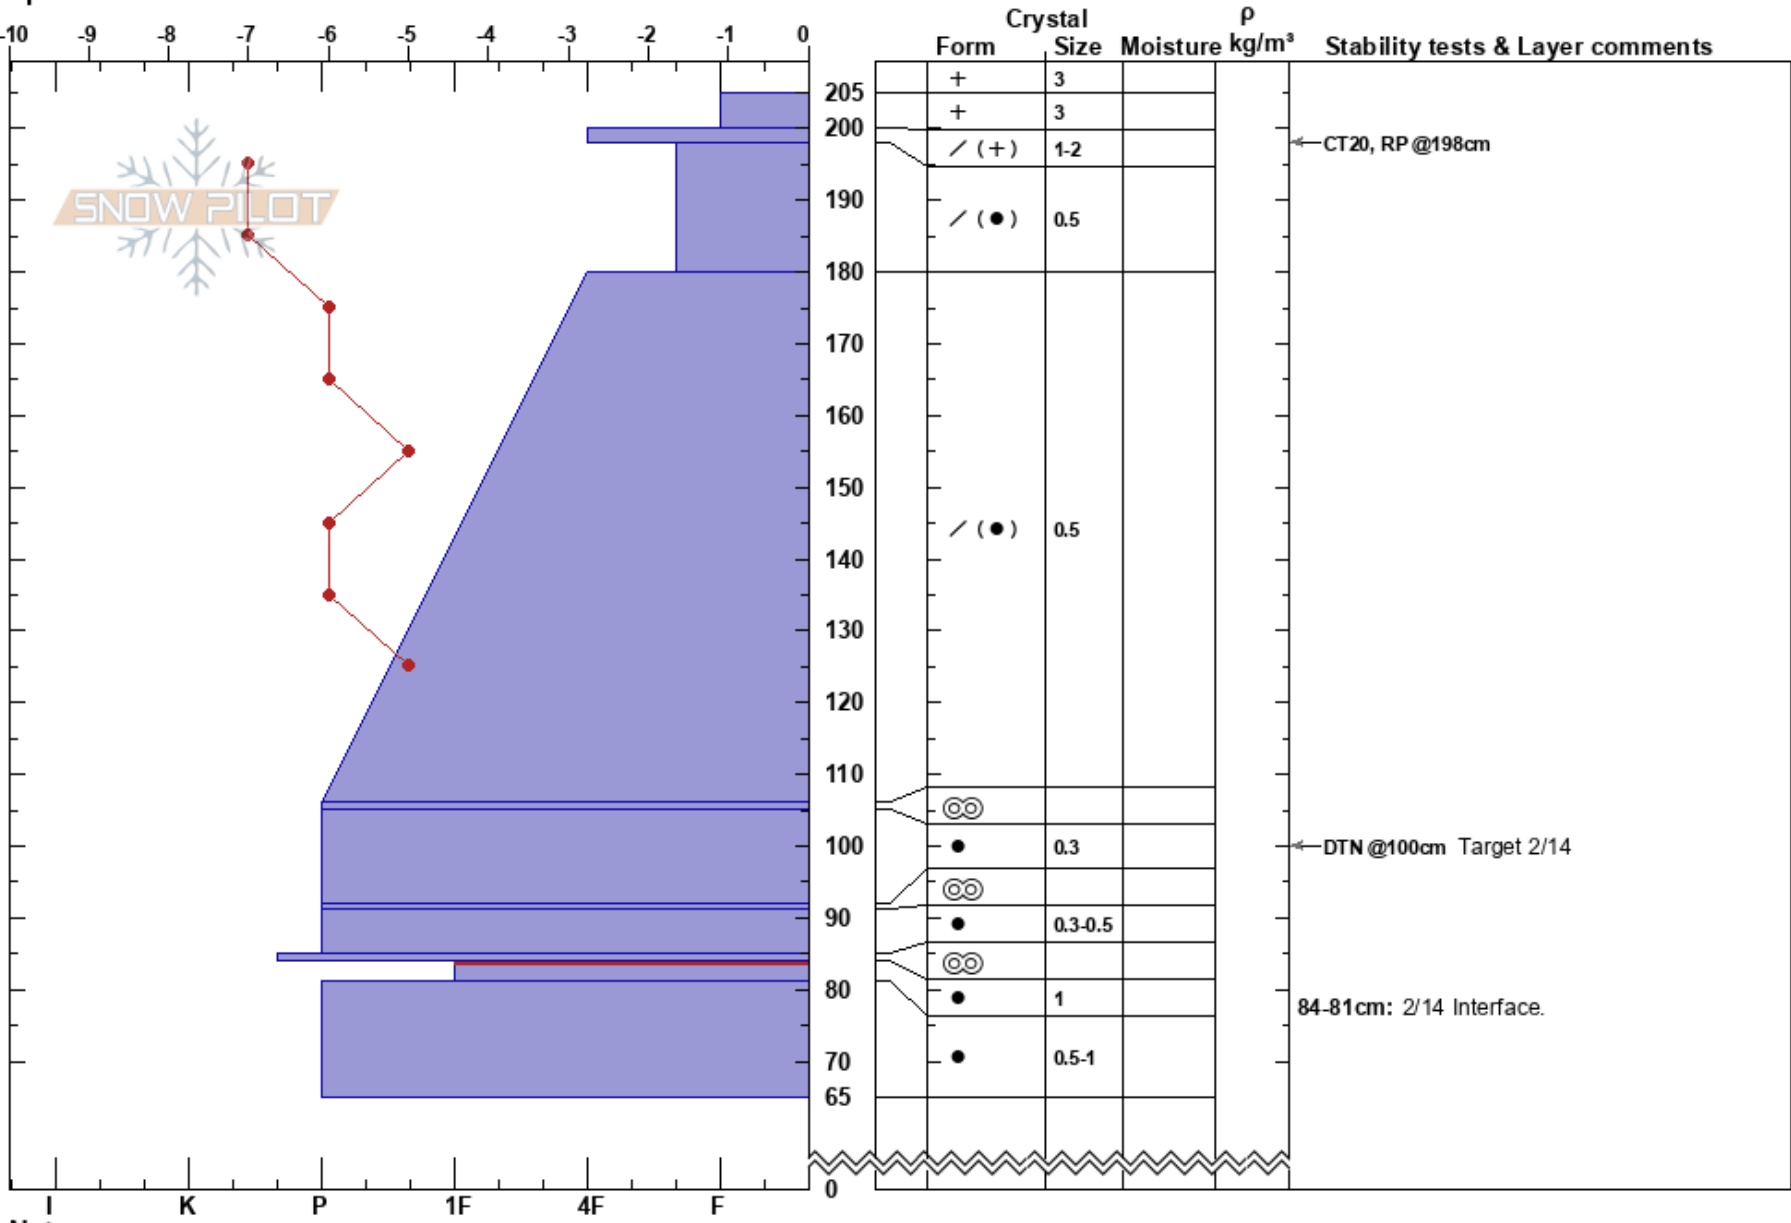 Crystal ρ
-10 -9 -8 -7 -6 -5 -4 -3 -2 -1 0
Form Size Moisture kg/m³ Stability tests & Layer comments
+ 3
205
+ 3
200
/ (+) 1-2
CT20, RP @198cm
SNOW PILOT
190
/ (●) 0.5
180
170
160
150
/ (●) 0.5
140
130
120
110
100
● 0.3
DTN @100cm Target 2/14
90
● 0.3-0.5
80
● 1
84-81cm: 2/14 Interface.
70
● 0.5-1
65
0
I K P 1F 4F F